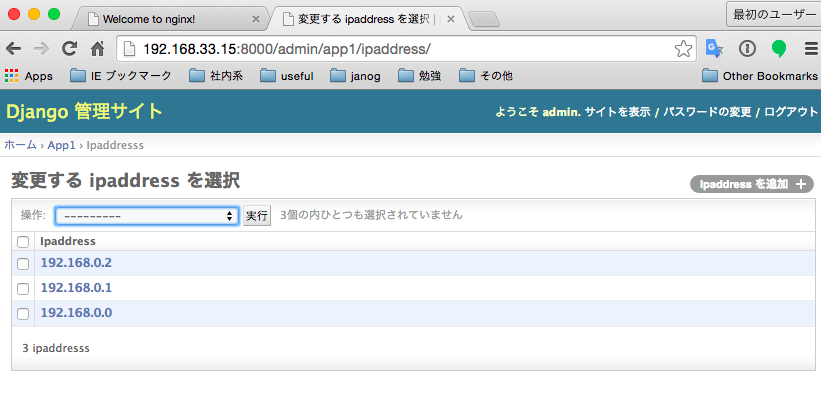 Welcome to nginx!
変更する ipaddress を選択 |
最初のユーザー
192.168.33.15:8000/admin/app1/ipaddress/
Apps IE ブックマーク 社内系 useful janog 勉強 その他 Other Bookmarks
Django 管理サイト
ようこそ admin. サイトを表示 / パスワードの変更 / ログアウト
ホーム › App1 › Ipaddresss
変更する ipaddress を選択
ipaddress を追加 +
操作: --------- 実行 3個の内ひとつも選択されていません
Ipaddress
192.168.0.2
192.168.0.1
192.168.0.0
3 ipaddresss